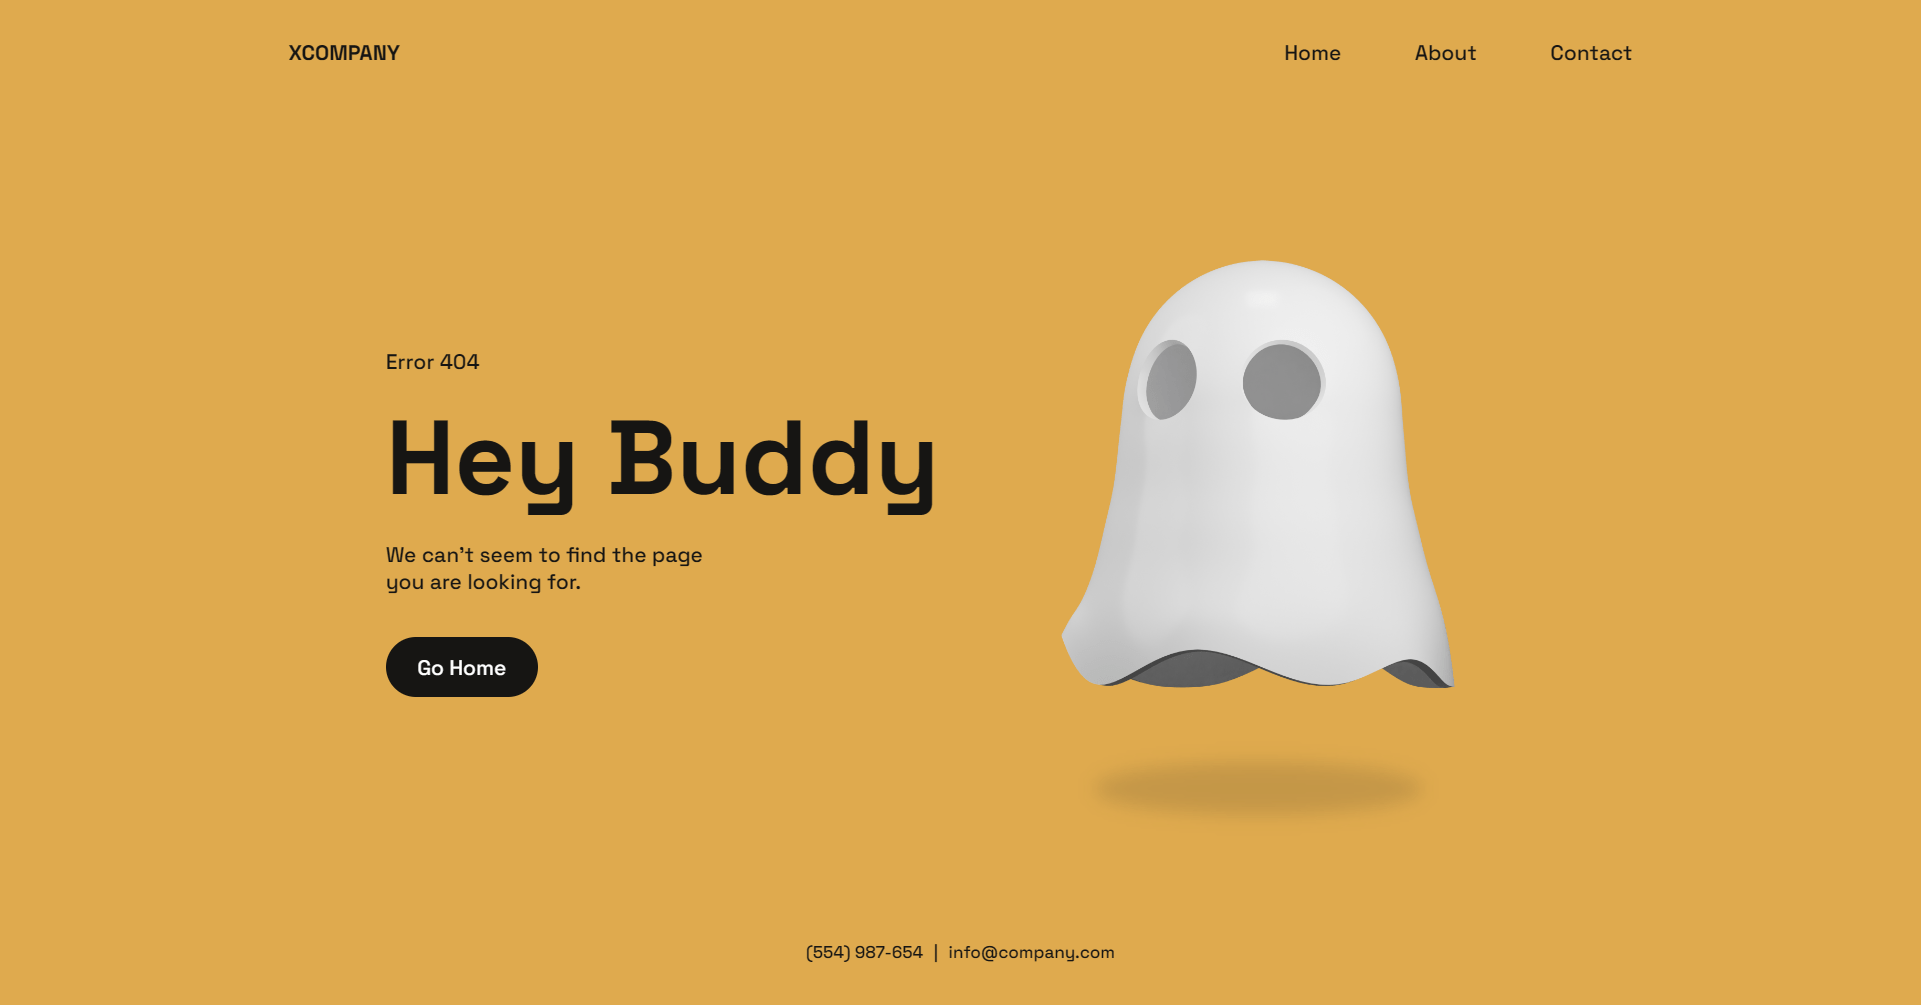 XCOMPANY
Home About Contact
Error 404
Hey Buddy
We can't seem to find the page
you are looking for.
Go Home
(554) 987-654 | info@company.com